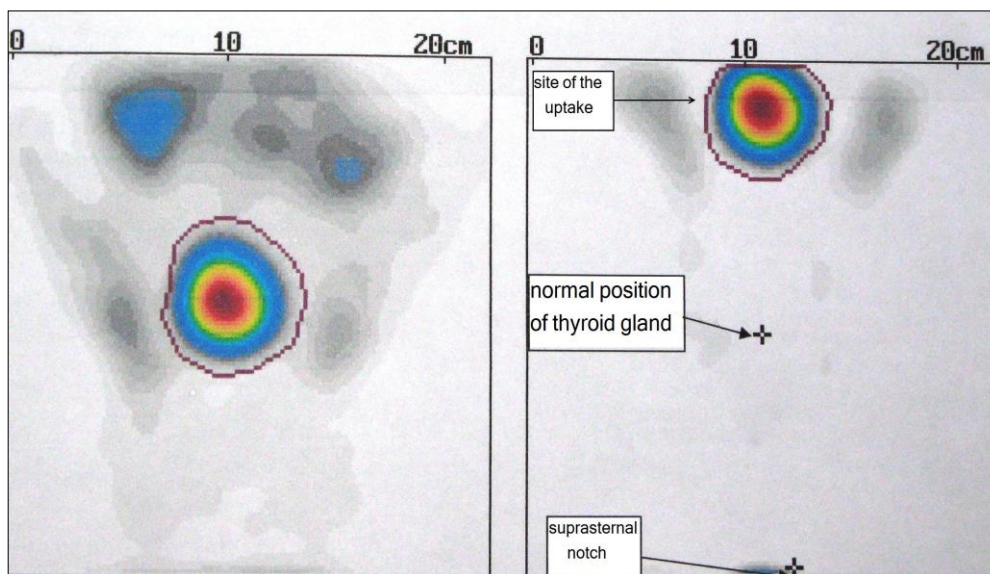 0 10 20cm
0 10 20cm
site of the
uptake
normal position
of thyroid gland
suprasternal
notch